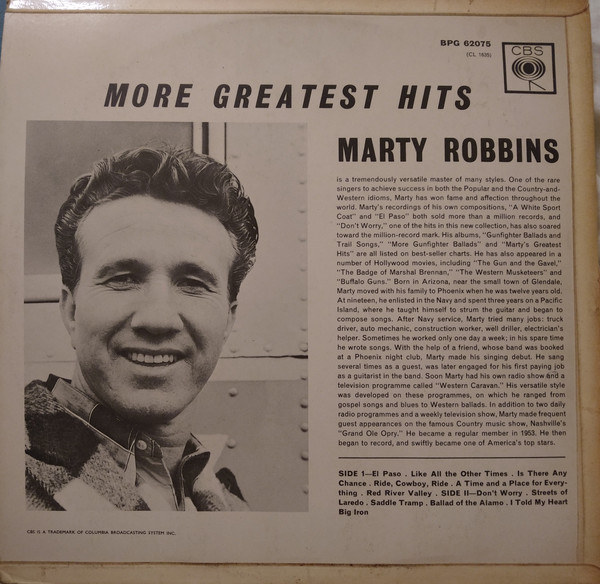 BPG 62075
(CL 1635)
CBS
MORE GREATEST HITS
MARTY ROBBINS
is a tremendously versatile master of many styles. One of the rare
singers to achieve success in both the Popular and the Country-and-
Western idioms, Marty has won fame and affection throughout the
world. Marty's recordings of his own compositions, "A White Sport
Coat" and "El Paso" both sold more than a million records, and
"Don't Worry," one of the hits in this new collection, has also soared
toward the million-record mark. His albums, "Gunfighter Ballads and
Trail Songs," "More Gunfighter Ballads" and "Marty's Greatest
Hits" are all listed on best-seller charts. He has also appeared in a
number of Hollywood movies, including "The Gun and the Gavel,"
"The Badge of Marshal Brennan," "The Western Musketeers" and
"Buffalo Guns." Born in Arizona, near the small town of Glendale,
Marty moved with his family to Phoenix when he was twelve years old.
At nineteen, he enlisted in the Navy and spent three years on a Pacific
Island, where he taught himself to strum the guitar and began to
compose songs. After Navy service, Marty tried many jobs: truck
driver, auto mechanic, construction worker, well driller, electrician's
helper. Sometimes he worked only one day a week; in his spare time
he wrote songs. With the help of a friend, whose band was booked
at a Phoenix night club, Marty made his singing debut. He sang
several times as a guest, was later engaged for his first paying job
as a guitarist in the band. Soon Marty had his own radio show and a
television programme called "Western Caravan." His versatile style
was developed on these programmes, on which he ranged from
gospel songs and blues to Western ballads. In addition to two daily
radio programmes and a weekly television show, Marty made frequent
guest appearances on the famous Country music show, Nashville's
"Grand Ole Opry." He became a regular member in 1953. He then
began to record, and swiftly became one of America's top stars.
SIDE 1—El Paso . Like All the Other Times . Is There Any
Chance . Ride, Cowboy, Ride . A Time and a Place for Every-
thing . Red River Valley . SIDE II—Don't Worry . Streets of
Laredo . Saddle Tramp . Ballad of the Alamo . I Told My Heart
Big Iron
CBS IS A TRADEMARK OF COLUMBIA BROADCASTING SYSTEM INC.